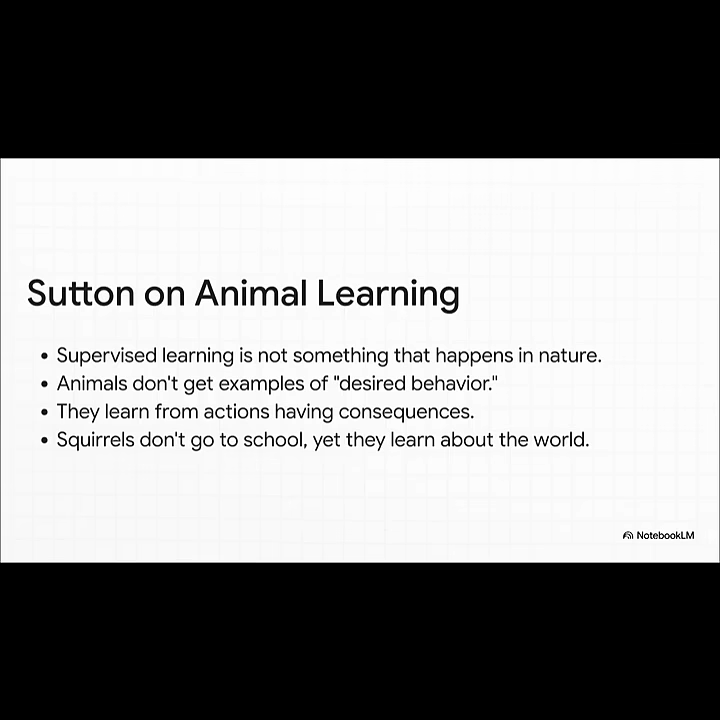 Sutton on Animal Learning
• Supervised learning is not something that happens in nature.
• Animals don't get examples of "desired behavior."
• They learn from actions having consequences.
• Squirrels don't go to school, yet they learn about the world.
NotebookLM